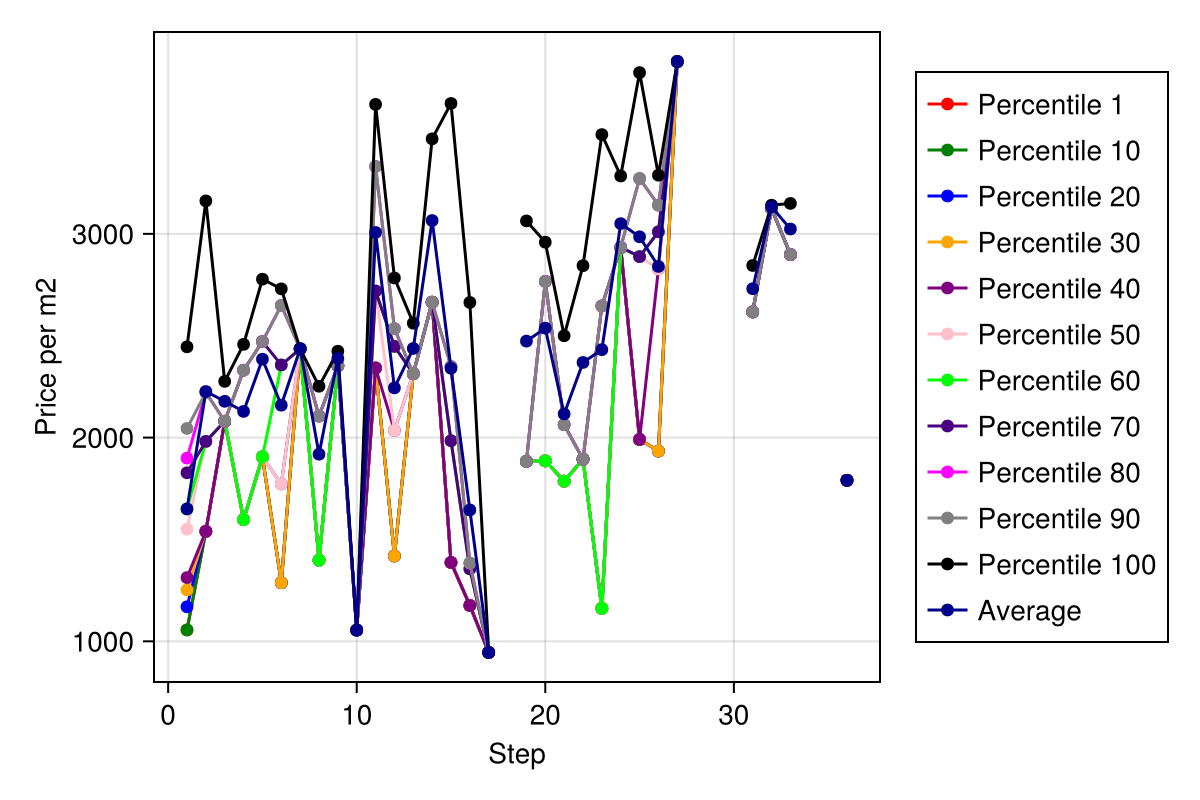 3000
2000
1000
Price per m2
0 10 20 30
Step
Percentile 1
Percentile 10
Percentile 20
Percentile 30
Percentile 40
Percentile 50
Percentile 60
Percentile 70
Percentile 80
Percentile 90
Percentile 100
Average